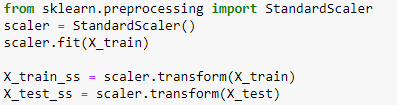 from sklearn.preprocessing import StandardScaler
scaler = StandardScaler()
scaler.fit(X_train)
X_train_ss = scaler.transform(X_train)
X_test_ss = scaler.transform(X_test)